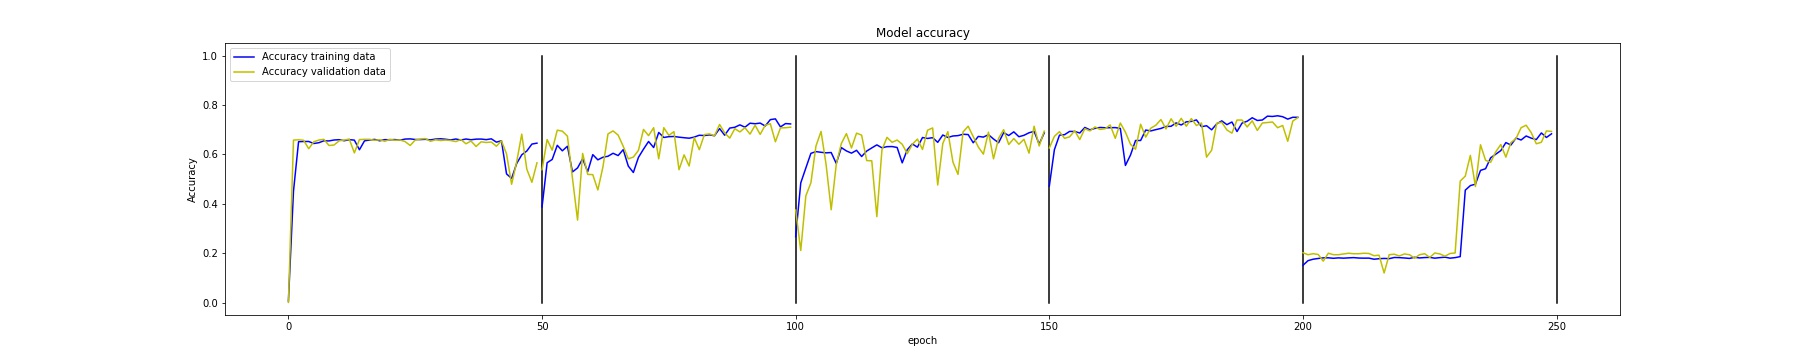 Model accuracy
Accuracy training data
Accuracy validation data
1.0
0.8
0.6
0.4
0.2
0.0
Accuracy
0 50 100 150 200 250
epoch